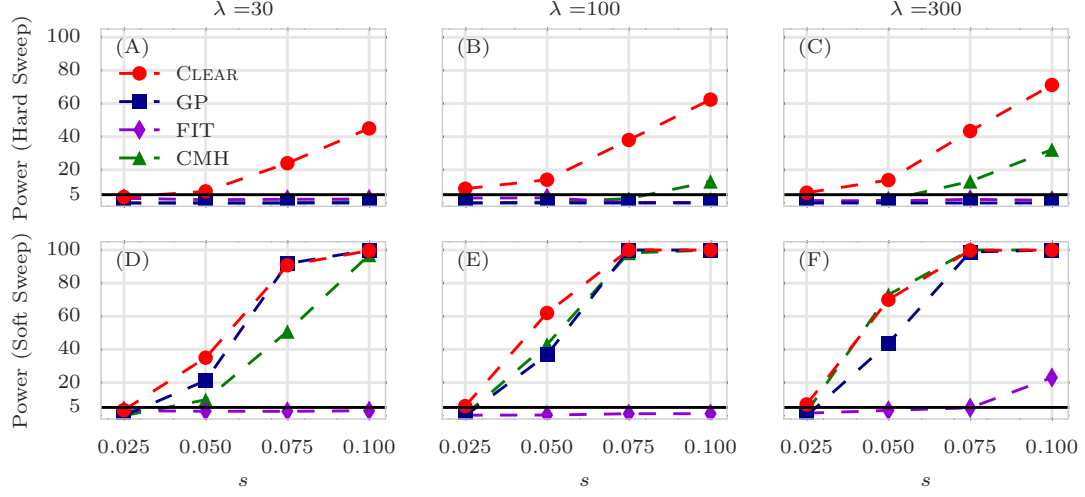 λ =30
λ =100
λ =300
Power (Hard Sweep)
100
80
60
40
20
5
(A)
CLEAR
GP
FIT
CMH
(B)
(C)
Power (Soft Sweep)
100
80
60
40
20
5
(D)
(E)
(F)
0.025 0.050 0.075 0.100
0.025 0.050 0.075 0.100
0.025 0.050 0.075 0.100
s
s
s